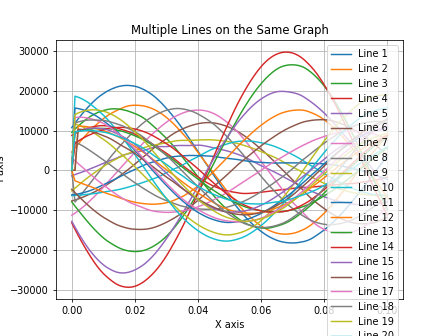 Multiple Lines on the Same Graph
30000
20000
10000
0
−10000
−20000
−30000
0.00
0.02
0.04
0.06
0.08
X axis
Line 1
Line 2
Line 3
Line 4
Line 5
Line 6
Line 7
Line 8
Line 9
Line 10
Line 11
Line 12
Line 13
Line 14
Line 15
Line 16
Line 17
Line 18
Line 19
Line 20